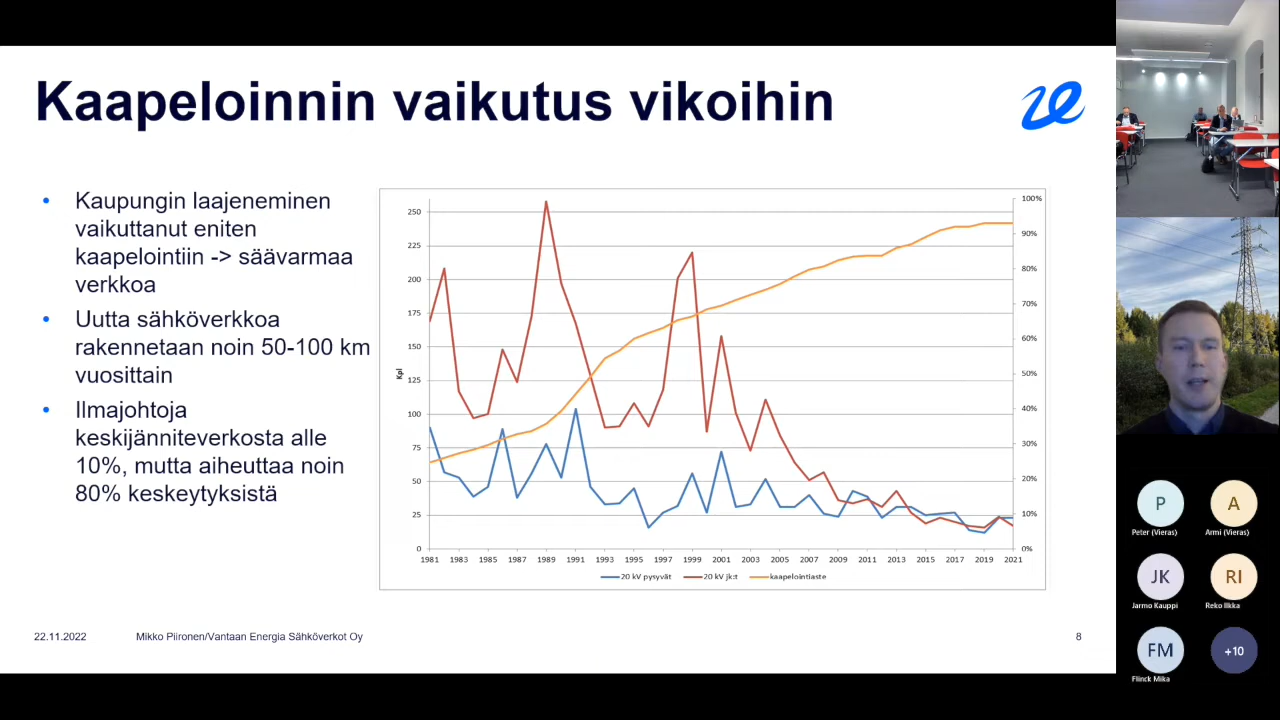 Kaapeloinnin vaikutus vikoihin
• Kaupungin laajeneminen
vaikuttanut eniten
kaapelointiin -> säävarmaa
verkkoa
• Uutta sähköverkkoa
rakennetaan noin 50-100 km
vuosittain
• Ilmajohtoja
keskijänniteverkosta alle
10%, mutta aiheuttaa noin
80% keskeytyksistä
Kpl
250
225
200
175
150
125
100
75
50
25
0
100%
90%
80%
70%
60%
50%
40%
30%
20%
10%
0%
1981 1983 1985 1987 1989 1991 1993 1995 1997 1999 2001 2003 2005 2007 2009 2011 2013 2015 2017 2019 2021
20 kV pysyvät 20 kV jk:t kaapelointiaste
22.11.2022 Mikko Piironen/Vantaan Energia Sähköverkot Oy 8
P A
Peter (Vieras) Armi (Vieras)
JK RI
Jarmo Kauppi Reko Ilkka
FM +10
Flinck Mika